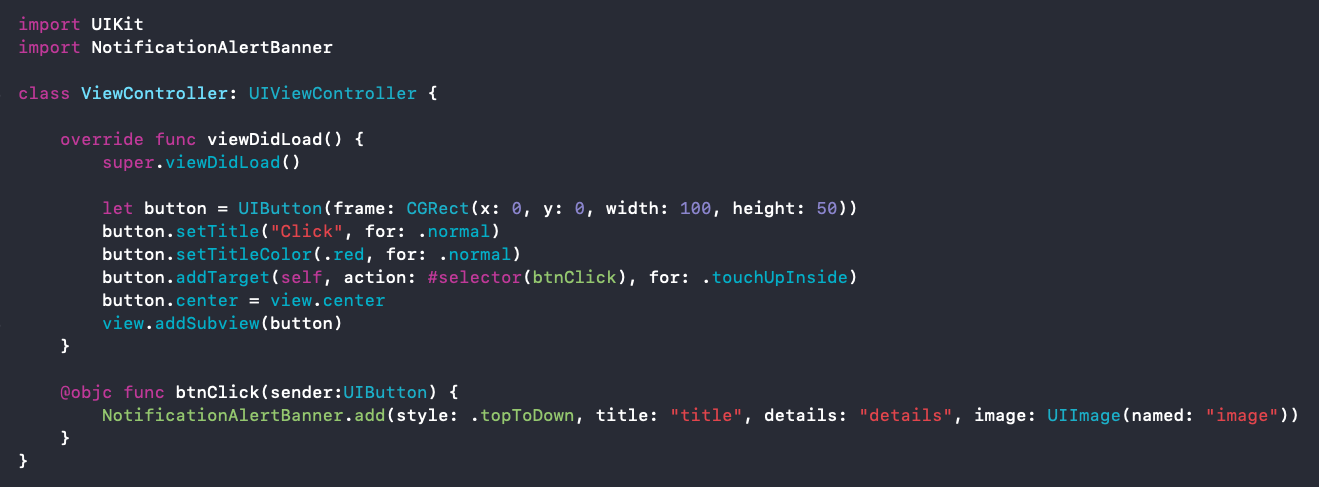 import UIKit
import NotificationAlertBanner
class ViewController: UIViewController {
override func viewDidLoad() {
super.viewDidLoad()
let button = UIButton(frame: CGRect(x: 0, y: 0, width: 100, height: 50))
button.setTitle("Click", for: .normal)
button.setTitleColor(.red, for: .normal)
button.addTarget(self, action: #selector(btnClick), for: .touchUpInside)
button.center = view.center
view.addSubview(button)
}
@objc func btnClick(sender:UIButton) {
NotificationAlertBanner.add(style: .topToDown, title: "title", details: "details", image: UIImage(named: "image"))
}
}